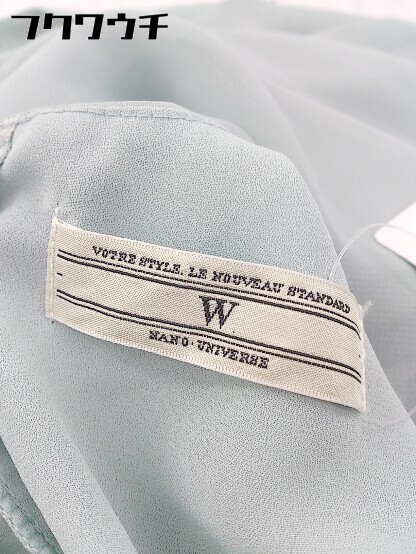 フクワウチ
VOTRE STYLE, LE NOUVEAU STANDARD
W
NANO・UNIVERSE